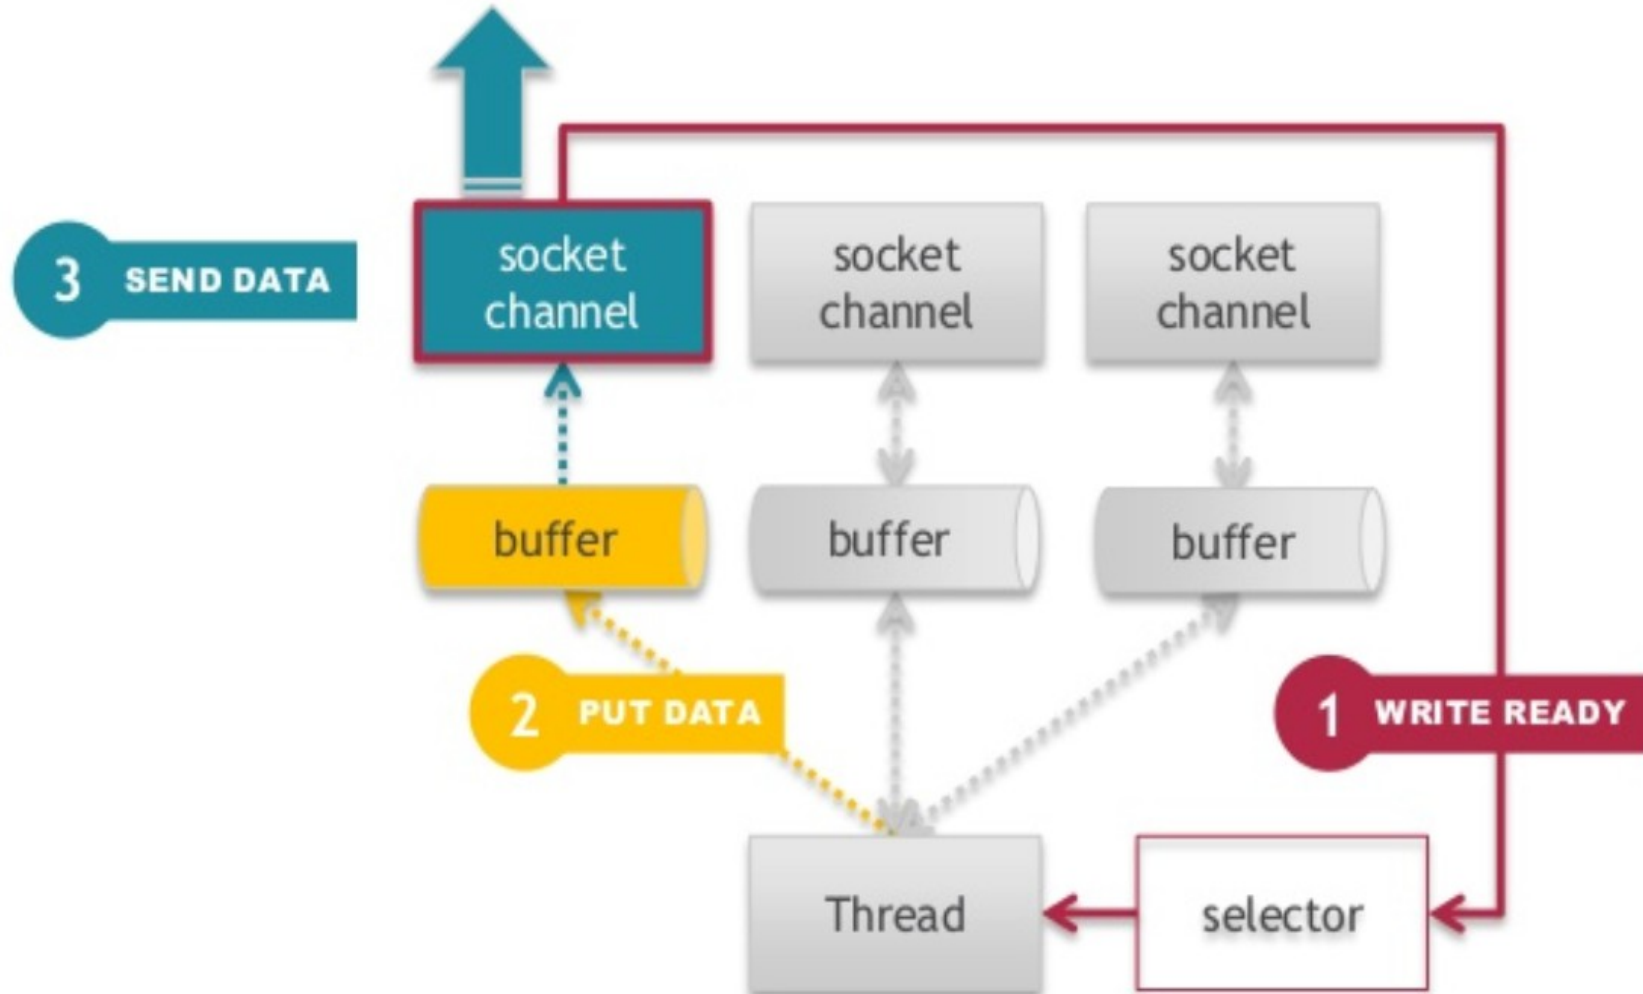 socket
channel
socket
channel
socket
channel
3 SEND DATA
buffer
buffer
buffer
2 PUT DATA
1 WRITE READY
Thread
selector